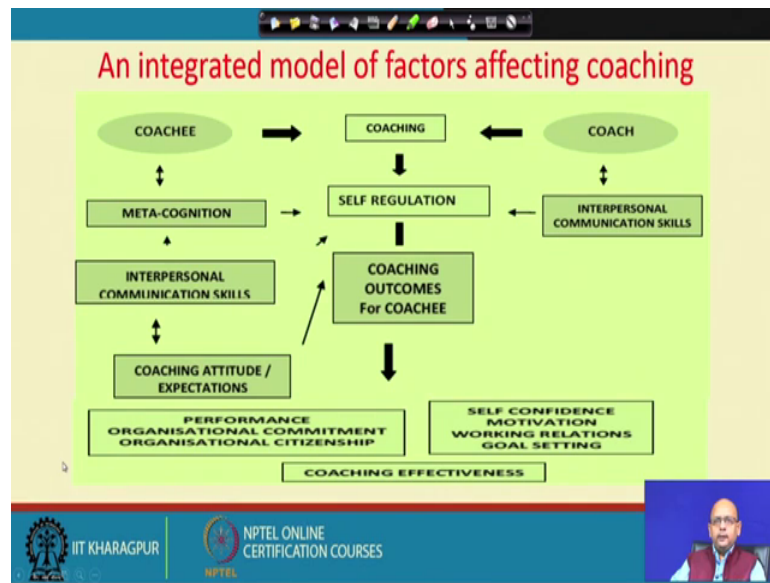 An integrated model of factors affecting coaching
COACHEE
COACHING
COACH
META-COGNITION
SELF REGULATION
INTERPERSONAL
COMMUNICATION SKILLS
INTERPERSONAL
COMMUNICATION SKILLS
COACHING
OUTCOMES
For COACHEE
COACHING ATTITUDE /
EXPECTATIONS
PERFORMANCE
ORGANISATIONAL COMMITMENT
ORGANISATIONAL CITIZENSHIP
SELF CONFIDENCE
MOTIVATION
WORKING RELATIONS
GOAL SETTING
COACHING EFFECTIVENESS
IIT KHARAGPUR
NPTEL
NPTEL ONLINE
CERTIFICATION COURSES